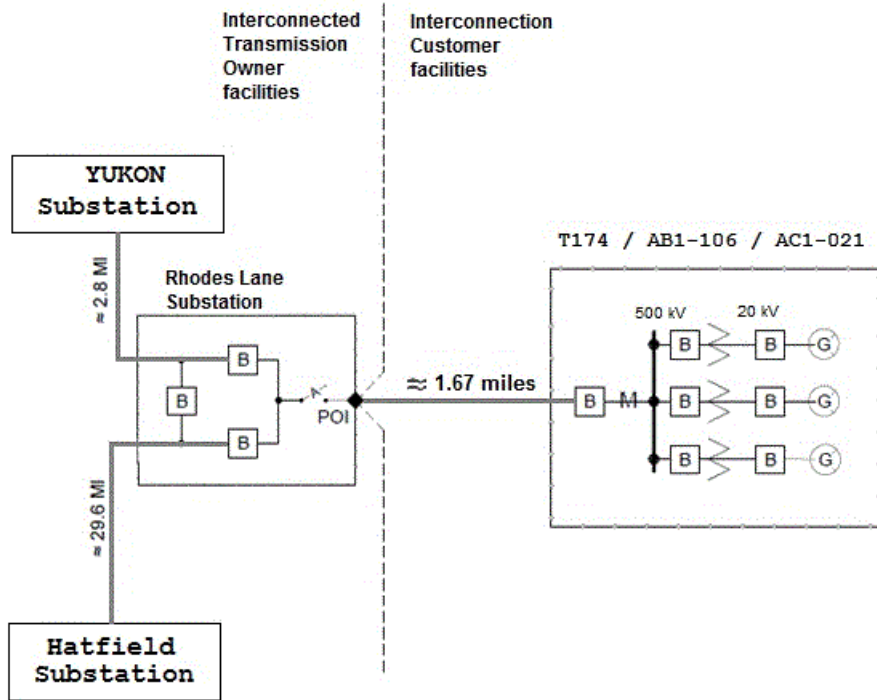 Interconnected
Transmission
Owner
facilities
Interconnection
Customer
facilities
YUKON
Substation
≈ 2.8 MI
Rhodes Lane
Substation
B
B
B
A
POI
≈ 29.6 MI
Hatfield
Substation
≈ 1.67 miles
T174 / AB1-106 / AC1-021
500 kV
20 kV
B
B
G
B
M
B
B
G
B
B
G